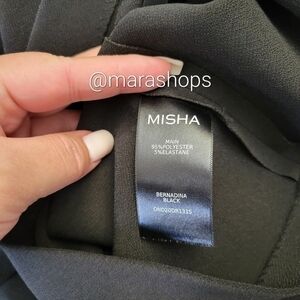 @marashops
MISHA
MAIN
95%POLYESTER
5%ELASTANE
BERNADINA
BLACK